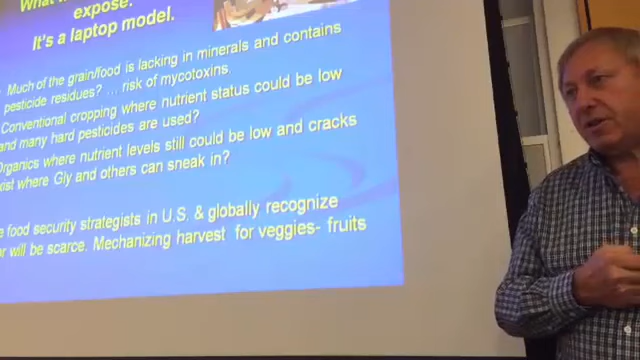 What
expose.
It's a laptop model.
Much of the grain/food is lacking in minerals and contains
pesticide residues? ... risk of mycotoxins.
Conventional cropping where nutrient status could be low
and many hard pesticides are used?
Organics where nutrient levels still could be low and cracks
exist where Gly and others can sneak in?
food security strategists in U.S. & globally recognize
will be scarce. Mechanizing harvest for veggies- fruits